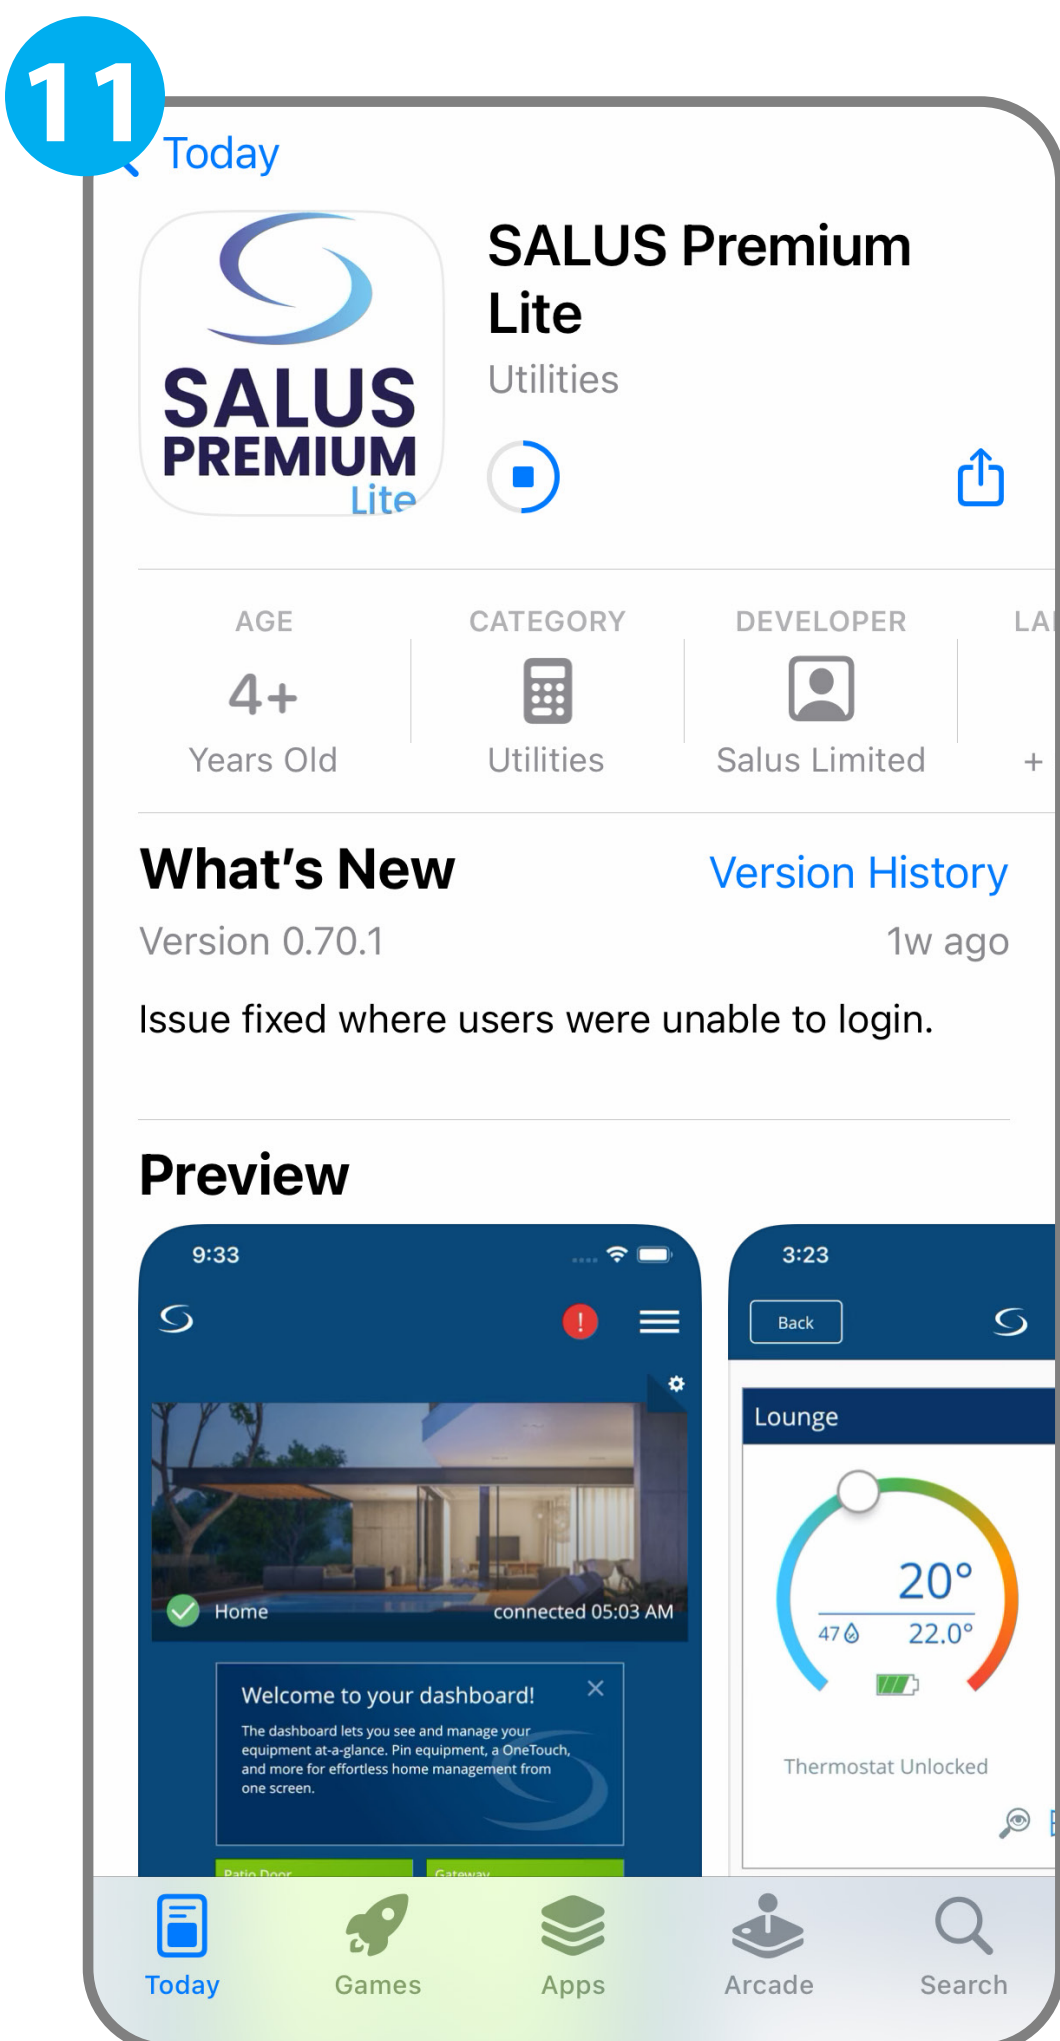 11
Today
SALUS
PREMIUM
Lite
SALUS Premium
Lite
Utilities
AGE
4+
Years Old
CATEGORY
Utilities
DEVELOPER
Salus Limited
+
What's New
Version History
Version 0.70.1
1w ago
Issue fixed where users were unable to login.
Preview
9:33
!
Home
connected 05:03 AM
Welcome to your dashboard!
The dashboard lets you see and manage your
equipment at-a-glance. Pin equipment, a OneTouch,
and more for effortless home management from
one screen.
Patio Door
Gateway
3:23
Back
Lounge
20°
47
22.0°
Thermostat Unlocked
Today
Games
Apps
Arcade
Search